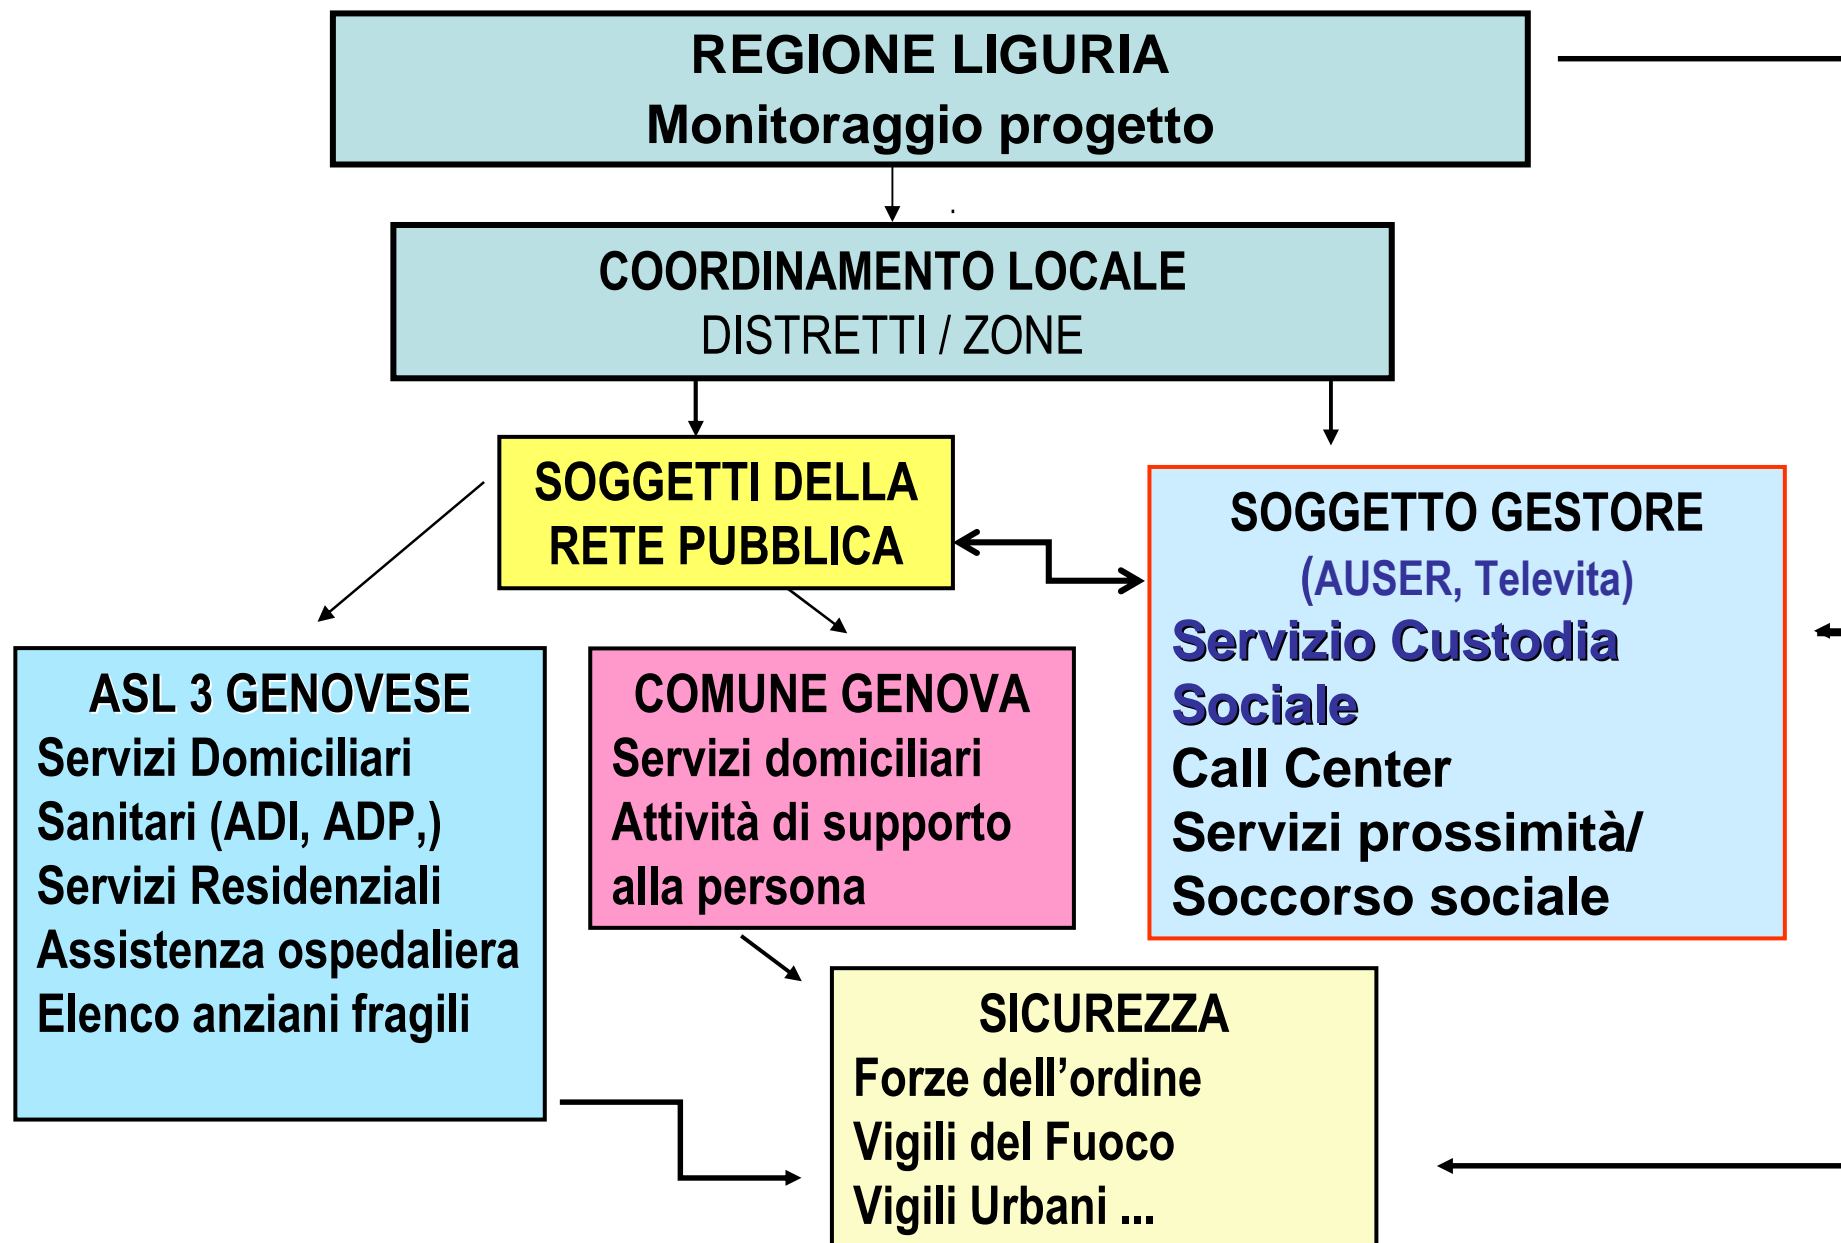 REGIONE LIGURIA
Monitoraggio progetto
.
COORDINAMENTO LOCALE
DISTRETTI / ZONE
SOGGETTI DELLA
RETE PUBBLICA
SOGGETTO GESTORE
(AUSER, Televita)
Servizio Custodia
Sociale
Call Center
Servizi prossimità/
Soccorso sociale
ASL 3 GENOVESE
Servizi Domiciliari
Sanitari (ADI, ADP,)
Servizi Residenziali
Assistenza ospedaliera
Elenco anziani fragili
COMUNE GENOVA
Servizi domiciliari
Attività di supporto
alla persona
SICUREZZA
Forze dell’ordine
Vigili del Fuoco
Vigili Urbani ...